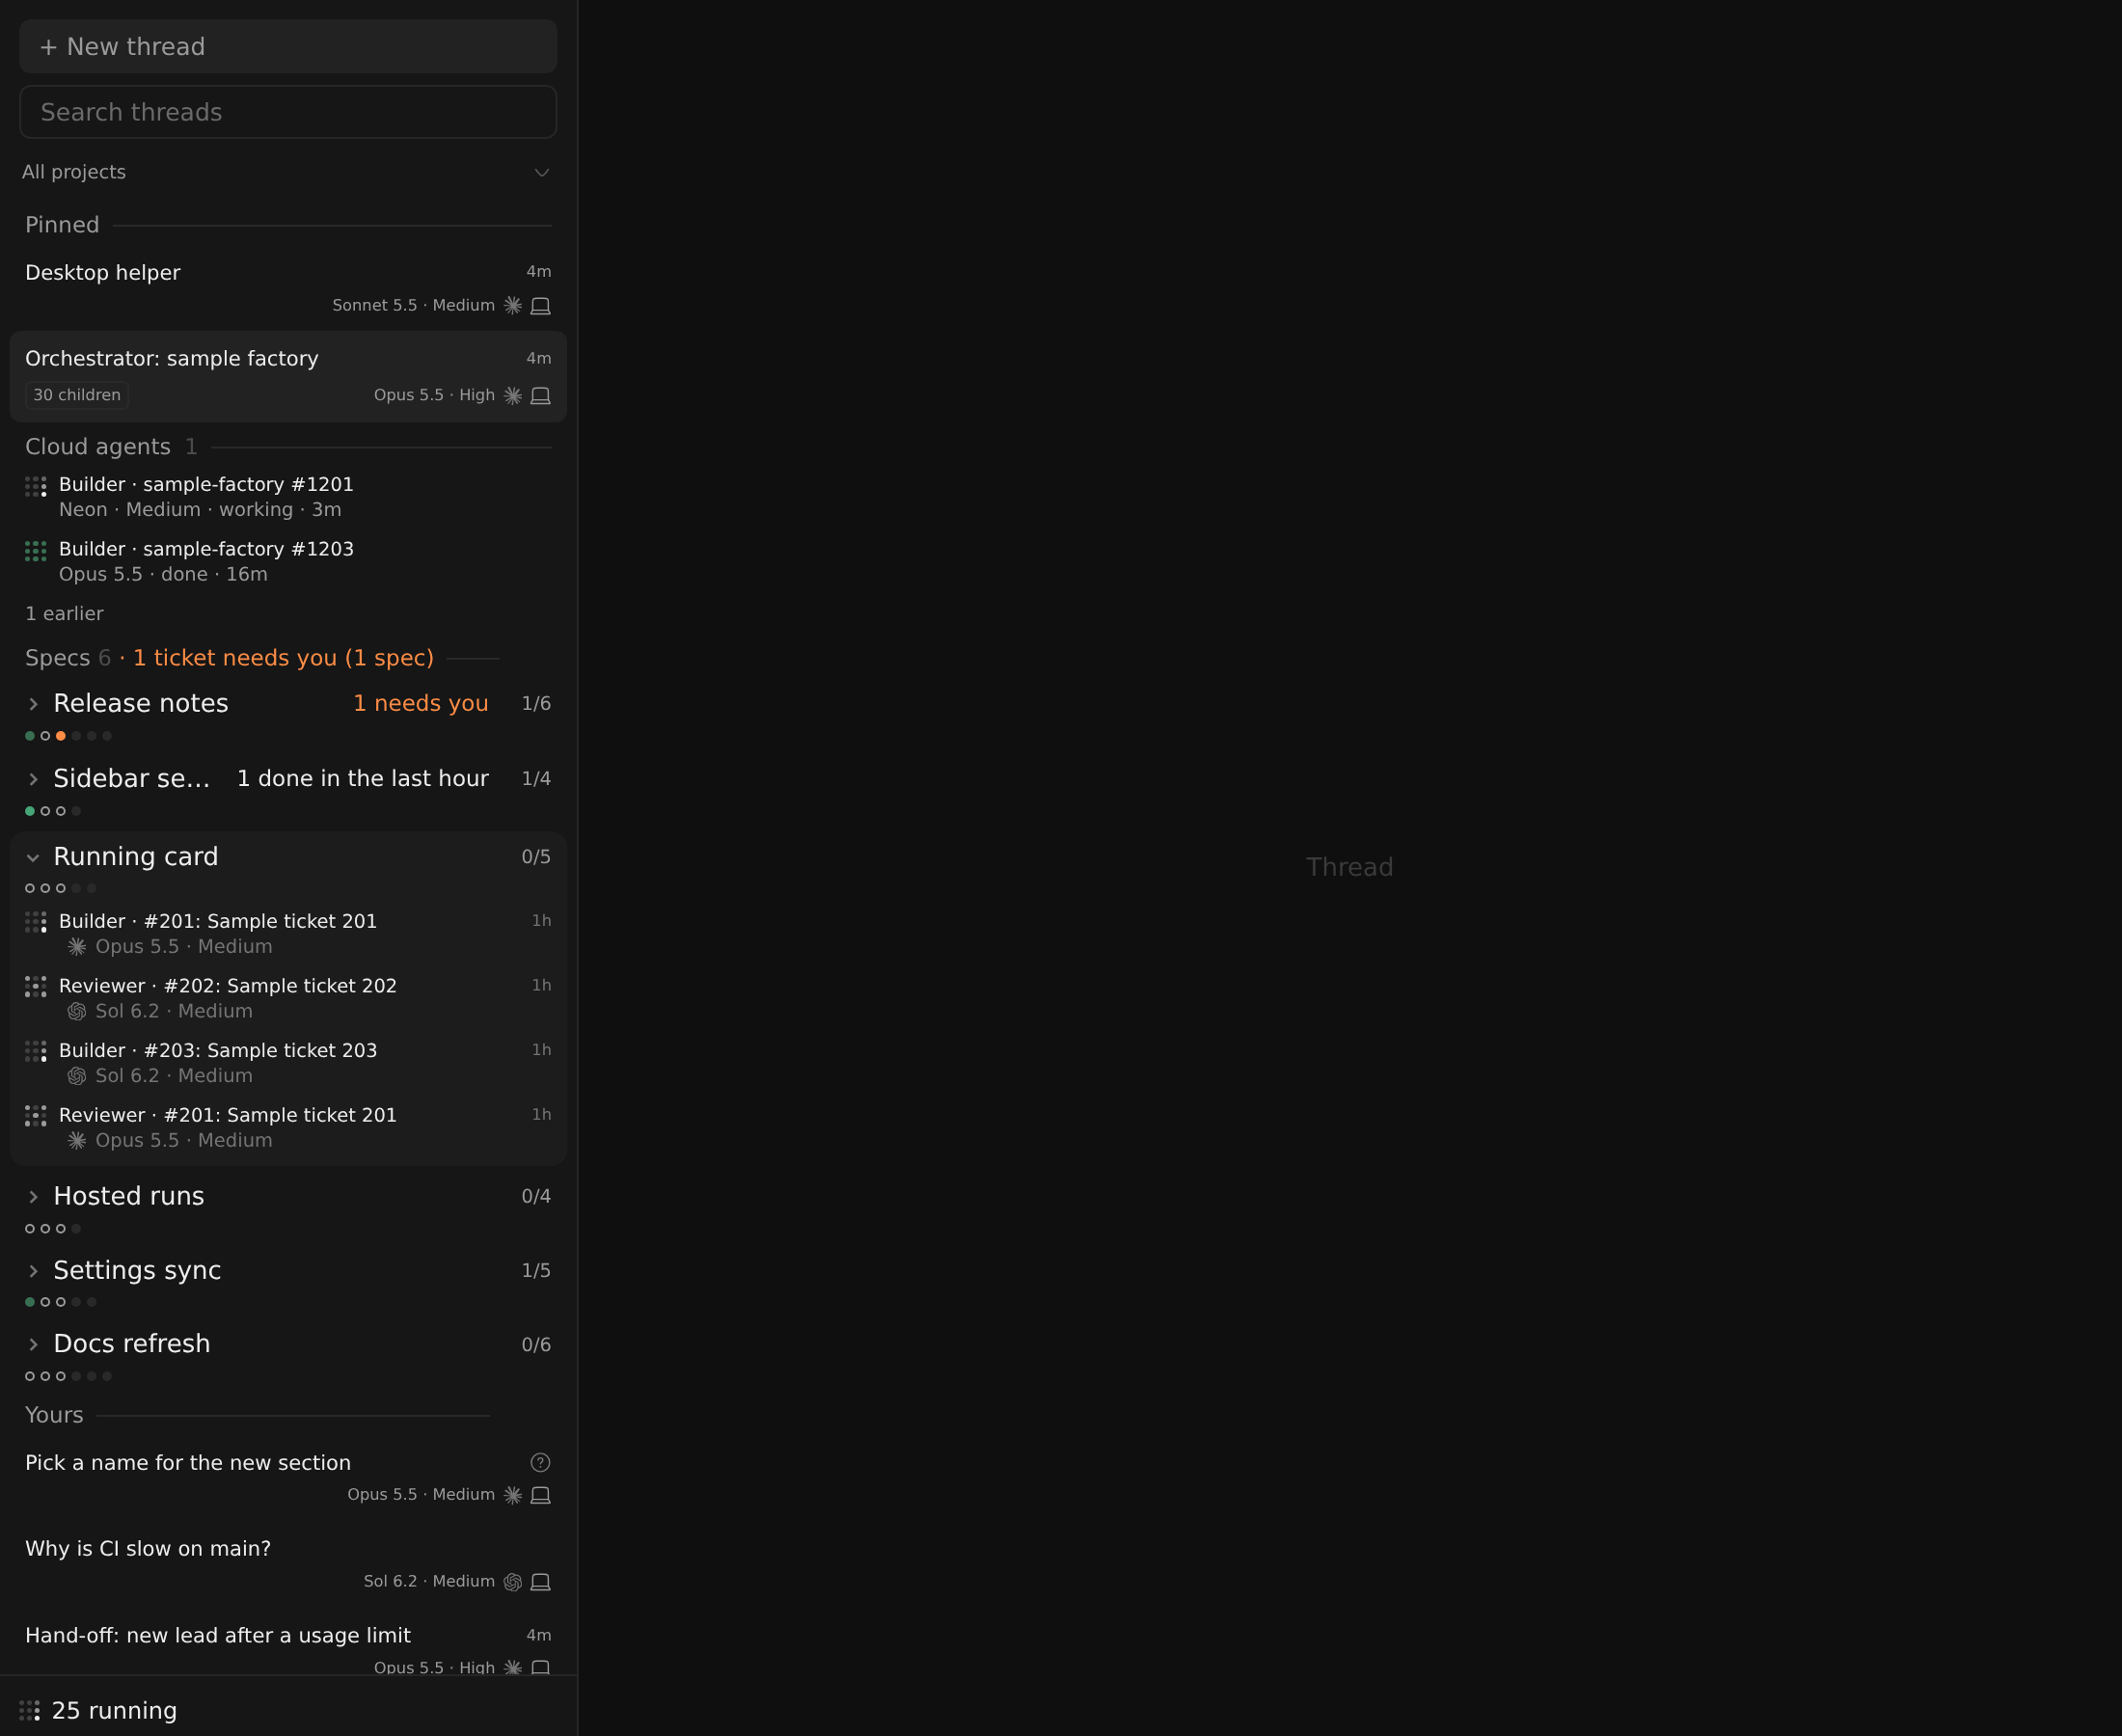 + New thread
Search threads
All projects
Pinned
Desktop helper 4m
Sonnet 5.5 · Medium
Orchestrator: sample factory 4m
30 children Opus 5.5 · High
Cloud agents 1
Builder · sample-factory #1201
Neon · Medium · working · 3m
Builder · sample-factory #1203
Opus 5.5 · done · 16m
1 earlier
Specs 6 · 1 ticket needs you (1 spec)
Release notes 1 needs you 1/6
Sidebar se... 1 done in the last hour 1/4
Running card 0/5
Builder · #201: Sample ticket 201 1h
Opus 5.5 · Medium
Reviewer · #202: Sample ticket 202 1h
Sol 6.2 · Medium
Builder · #203: Sample ticket 203 1h
Sol 6.2 · Medium
Reviewer · #201: Sample ticket 201 1h
Opus 5.5 · Medium
Hosted runs 0/4
Settings sync 1/5
Docs refresh 0/6
Yours
Pick a name for the new section ?
Opus 5.5 · Medium
Why is CI slow on main?
Sol 6.2 · Medium
Hand-off: new lead after a usage limit 4m
Opus 5.5 · High
25 running
Thread